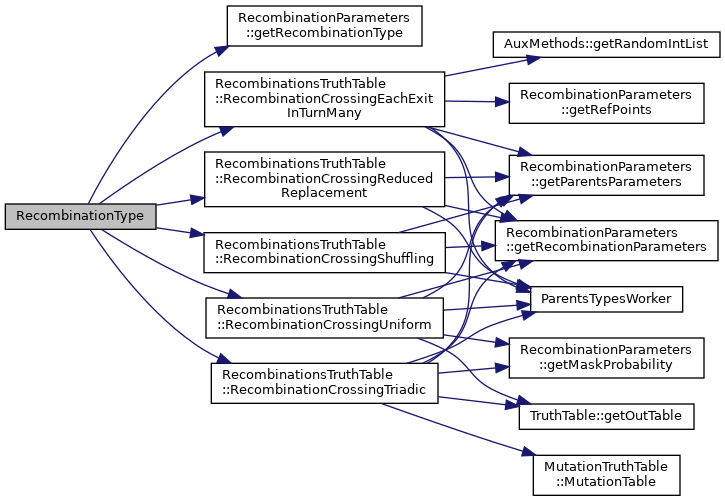 RecombinationType
RecombinationParameters
::getRecombinationType
RecombinationsTruthTable
::RecombinationCrossingEachExit
InTurnMany
RecombinationsTruthTable
::RecombinationCrossingReduced
Replacement
RecombinationsTruthTable
::RecombinationCrossingShuffling
RecombinationsTruthTable
::RecombinationCrossingUniform
RecombinationsTruthTable
::RecombinationCrossingTriadic
AuxMethods::getRandomIntList
RecombinationParameters
::getRefPoints
RecombinationParameters
::getParentsParameters
RecombinationParameters
::getRecombinationParameters
ParentsTypesWorker
RecombinationParameters
::getMaskProbability
TruthTable::getOutTable
MutationTruthTable
::MutationTable